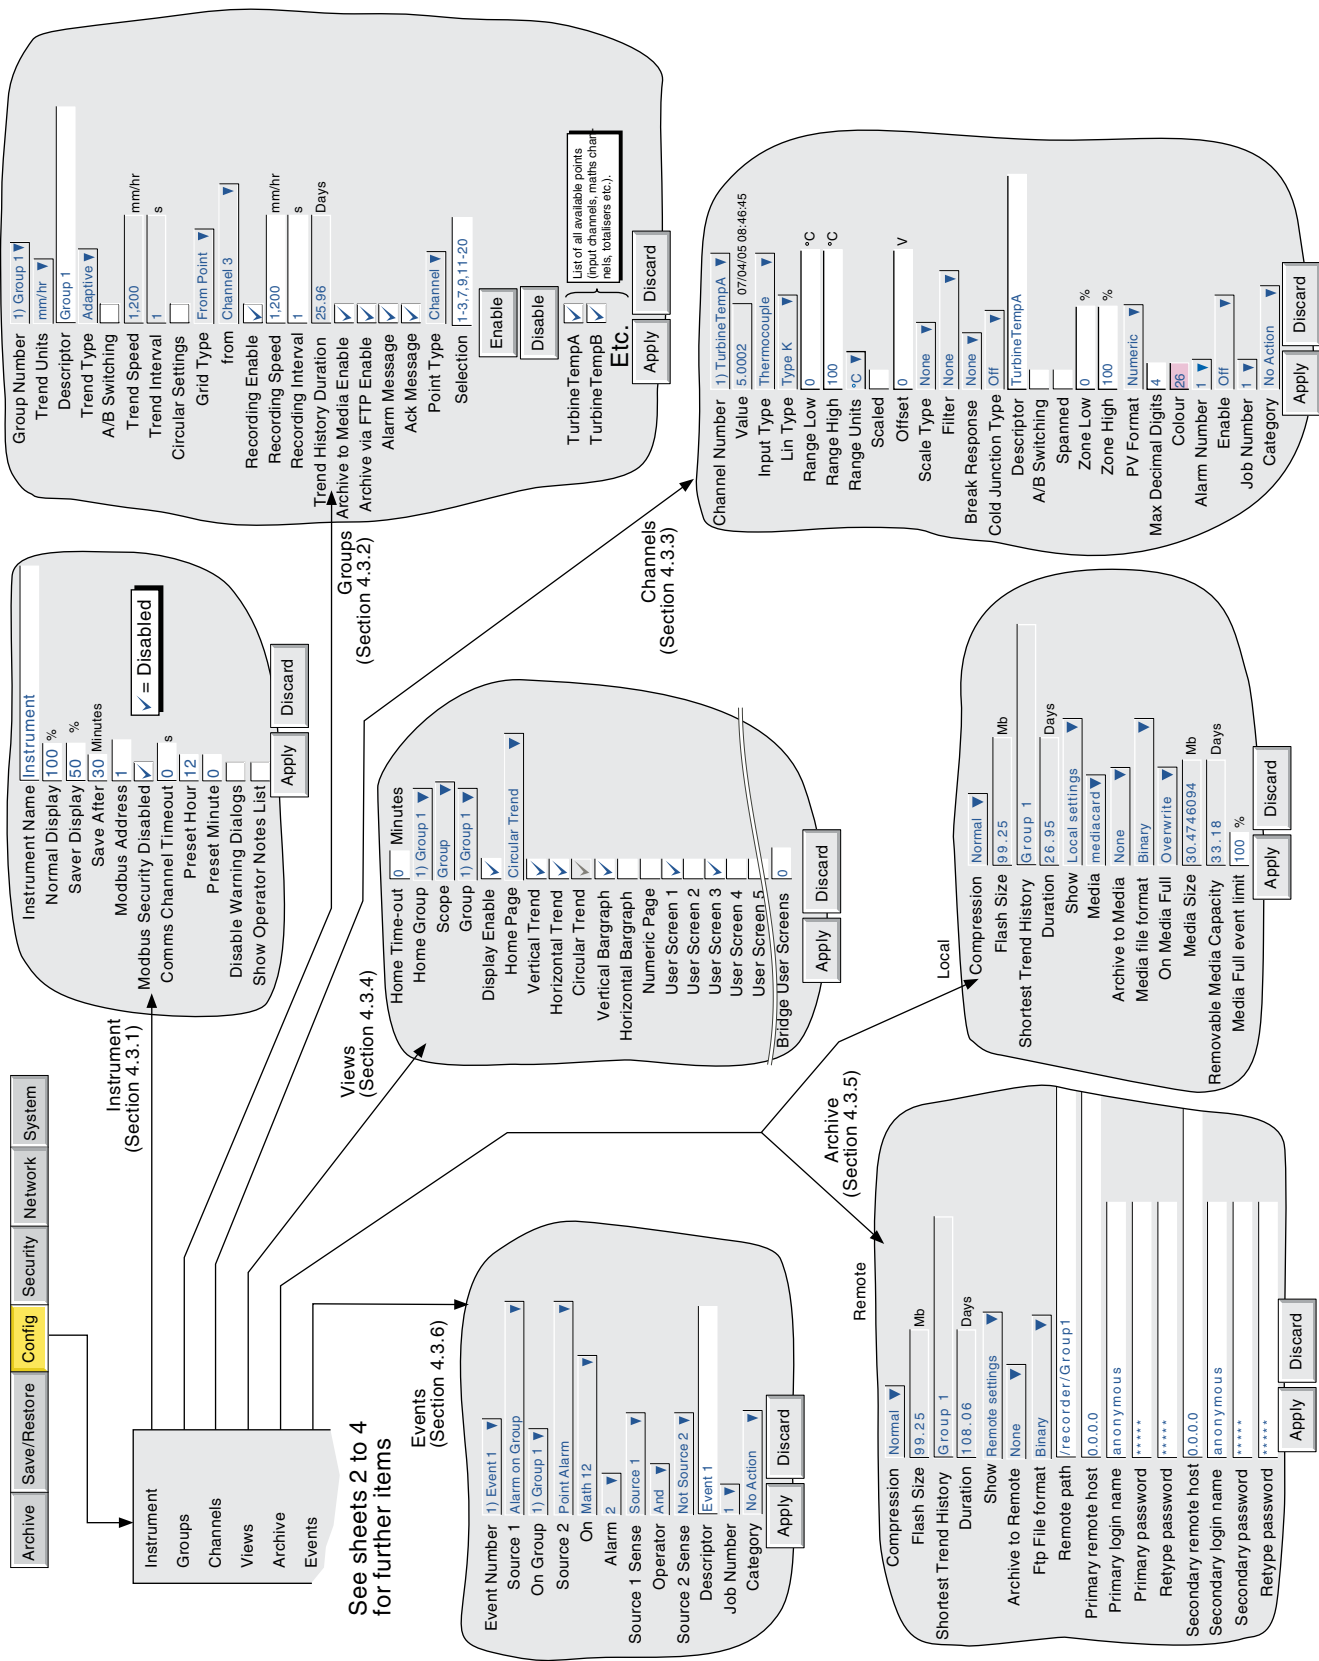 Archive
Save/Restore
Config
Security
Network
System
Instrument
Groups
Channels
Views
Archive
Events
See sheets 2 to 4
for further items
Instrument
(Section 4.3.1)
Instrument Name Instrument
Normal Display 100 %
Saver Display 50 %
Save After 30 Minutes
Modbus Address 1
Modbus Security Disabled
Comms Channel Timeout 0 s
Preset Hour 12
Preset Minute 0
Disable Warning Dialogs
Show Operator Notes List
✓ = Disabled
Apply Discard
Groups
(Section 4.3.2)
Group Number 1) Group 1
Trend Units mm/hr
Descriptor Group 1
Trend Type Adaptive
A/B Switching
Trend Speed 1,200 mm/hr
Trend Interval 1 s
Circular Settings
Grid Type From Point
from Channel 3
Recording Enable
Recording Speed 1,200 mm/hr
Recording Interval 1 s
Trend History Duration 25.96 Days
Archive to Media Enable
Archive via FTP Enable
Alarm Message
Ack Message
Point Type Channel
Selection 1-3,7,9,11-20
Enable
Disable
TurbineTempA
TurbineTempB
Etc.
List of all available points
(input channels, maths chan-
nels, totalisers etc.).
Apply Discard
Views
(Section 4.3.4)
Home Time-out 0 Minutes
Home Group 1) Group 1
Scope Group
Group 1) Group 1
Display Enable
Home Page Circular Trend
Vertical Trend
Horizontal Trend
Circular Trend
Vertical Bargraph
Horizontal Bargraph
Numeric Page
User Screen 1
User Screen 2
User Screen 3
User Screen 4
User Screen 5
Bridge User Screens 0
Apply Discard
Channels
(Section 4.3.3)
Channel Number 1) TurbineTempA
Value 5.0002 07/04/05 08:46:45
Input Type Thermocouple
Lin Type Type K
Range Low 0 °C
Range High 100 °C
Range Units °C
Scaled
Offset 0 V
Scale Type None
Filter None
Break Response None
Cold Junction Type Off
Descriptor TurbineTempA
A/B Switching
Spanned
Zone Low 0 %
Zone High 100 %
PV Format Numeric
Max Decimal Digits 4
Colour 26
Alarm Number 1
Enable Off
Job Number 1
Category No Action
Apply Discard
Events
(Section 4.3.6)
Event Number 1) Event 1
Source 1 Alarm on Group
On Group 1) Group 1
Source 2 Point Alarm
On Math 12
Alarm 2
Source 1 Sense Source 1
Operator And
Source 2 Sense Not Source 2
Descriptor Event 1
Job Number 1
Category No Action
Apply Discard
Archive
(Section 4.3.5)
Remote
Compression Normal
Flash Size 99.25 Mb
Shortest Trend History Group 1
Duration 108.06 Days
Show Remote settings
Archive to Remote None
Ftp File format Binary
Remote path /recorder/Group1
Primary remote host 0.0.0.0
Primary login name anonymous
Primary password *****
Retype password *****
Secondary remote host 0.0.0.0
Secondary login name anonymous
Secondary password *****
Retype password *****
Apply Discard
Local
Compression Normal
Flash Size 99.25 Mb
Shortest Trend History Group 1
Duration 26.95 Days
Show Local settings
Media mediacard
Archive to Media None
Media file format Binary
On Media Full Overwrite
Media Size 30.4746094 Mb
Removable Media Capacity 33.18 Days
Media Full event limit 100 %
Apply Discard